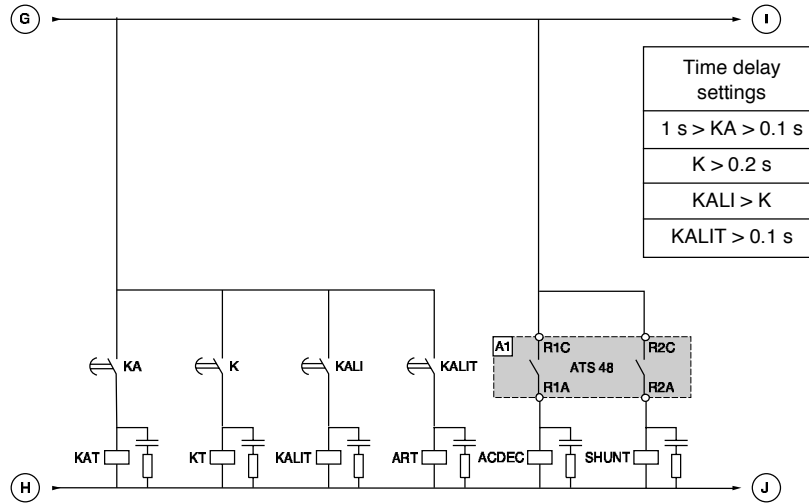 G
I
Time delay
settings
1 s > KA > 0.1 s
K > 0.2 s
KALI > K
KALIT > 0.1 s
A1
R1C
R2C
KA
K
KALI
KALIT
ATS 48
R1A
R2A
KAT
KT
KALIT
ART
ACDEC
SHUNT
H
J